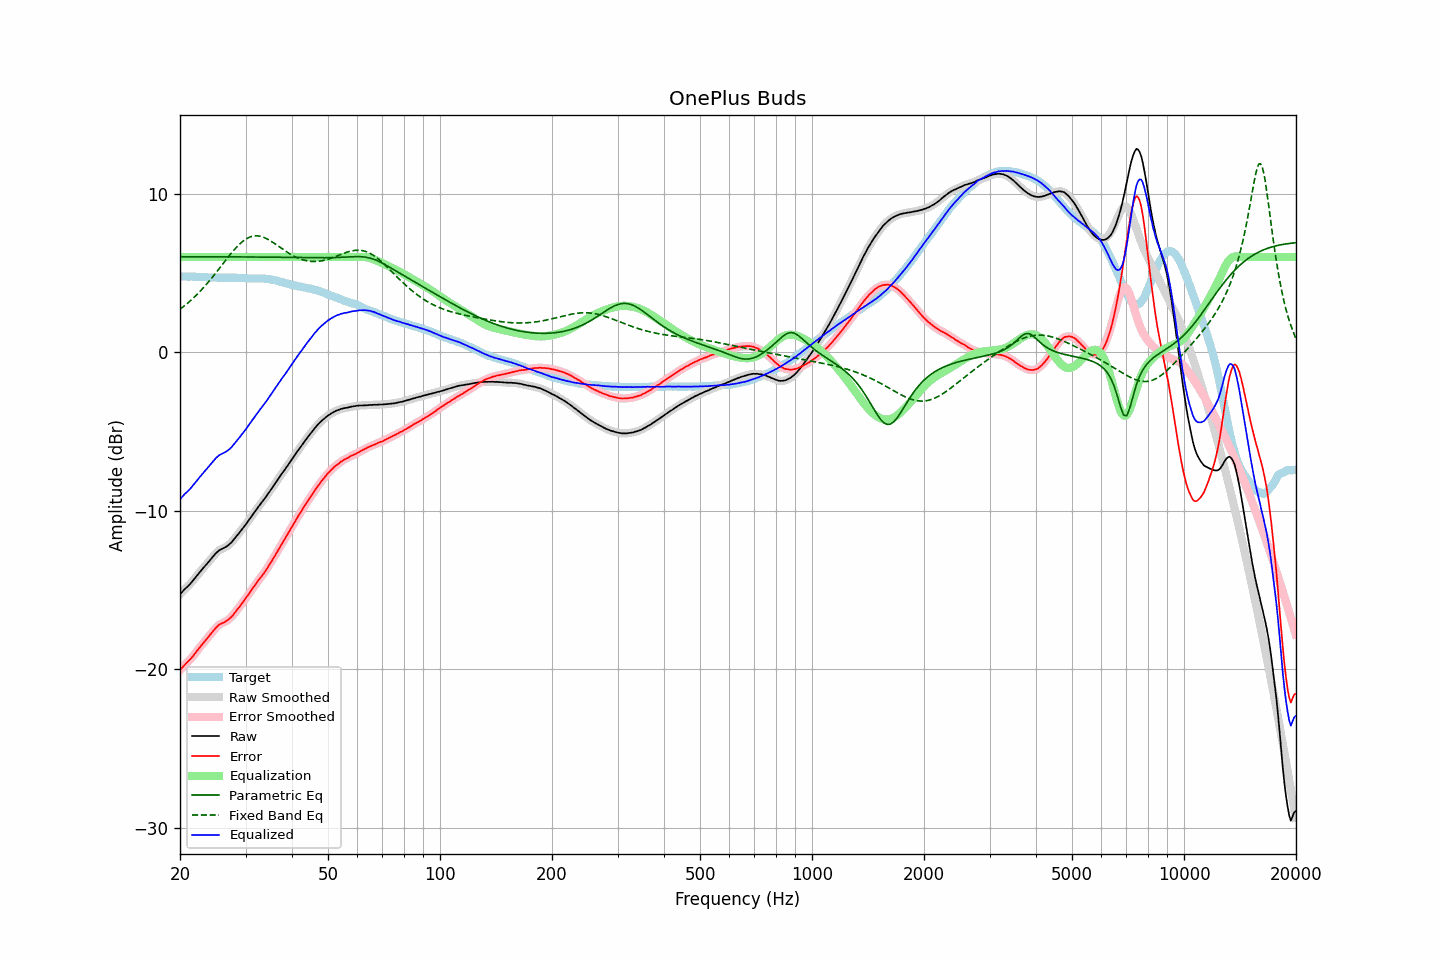 OnePlus Buds
Amplitude (dBr)
10
0
−10
−20
−30
Target
Raw Smoothed
Error Smoothed
Raw
Error
Equalization
Parametric Eq
Fixed Band Eq
Equalized
20 50 100 200 500 1000 2000 5000 10000 20000
Frequency (Hz)